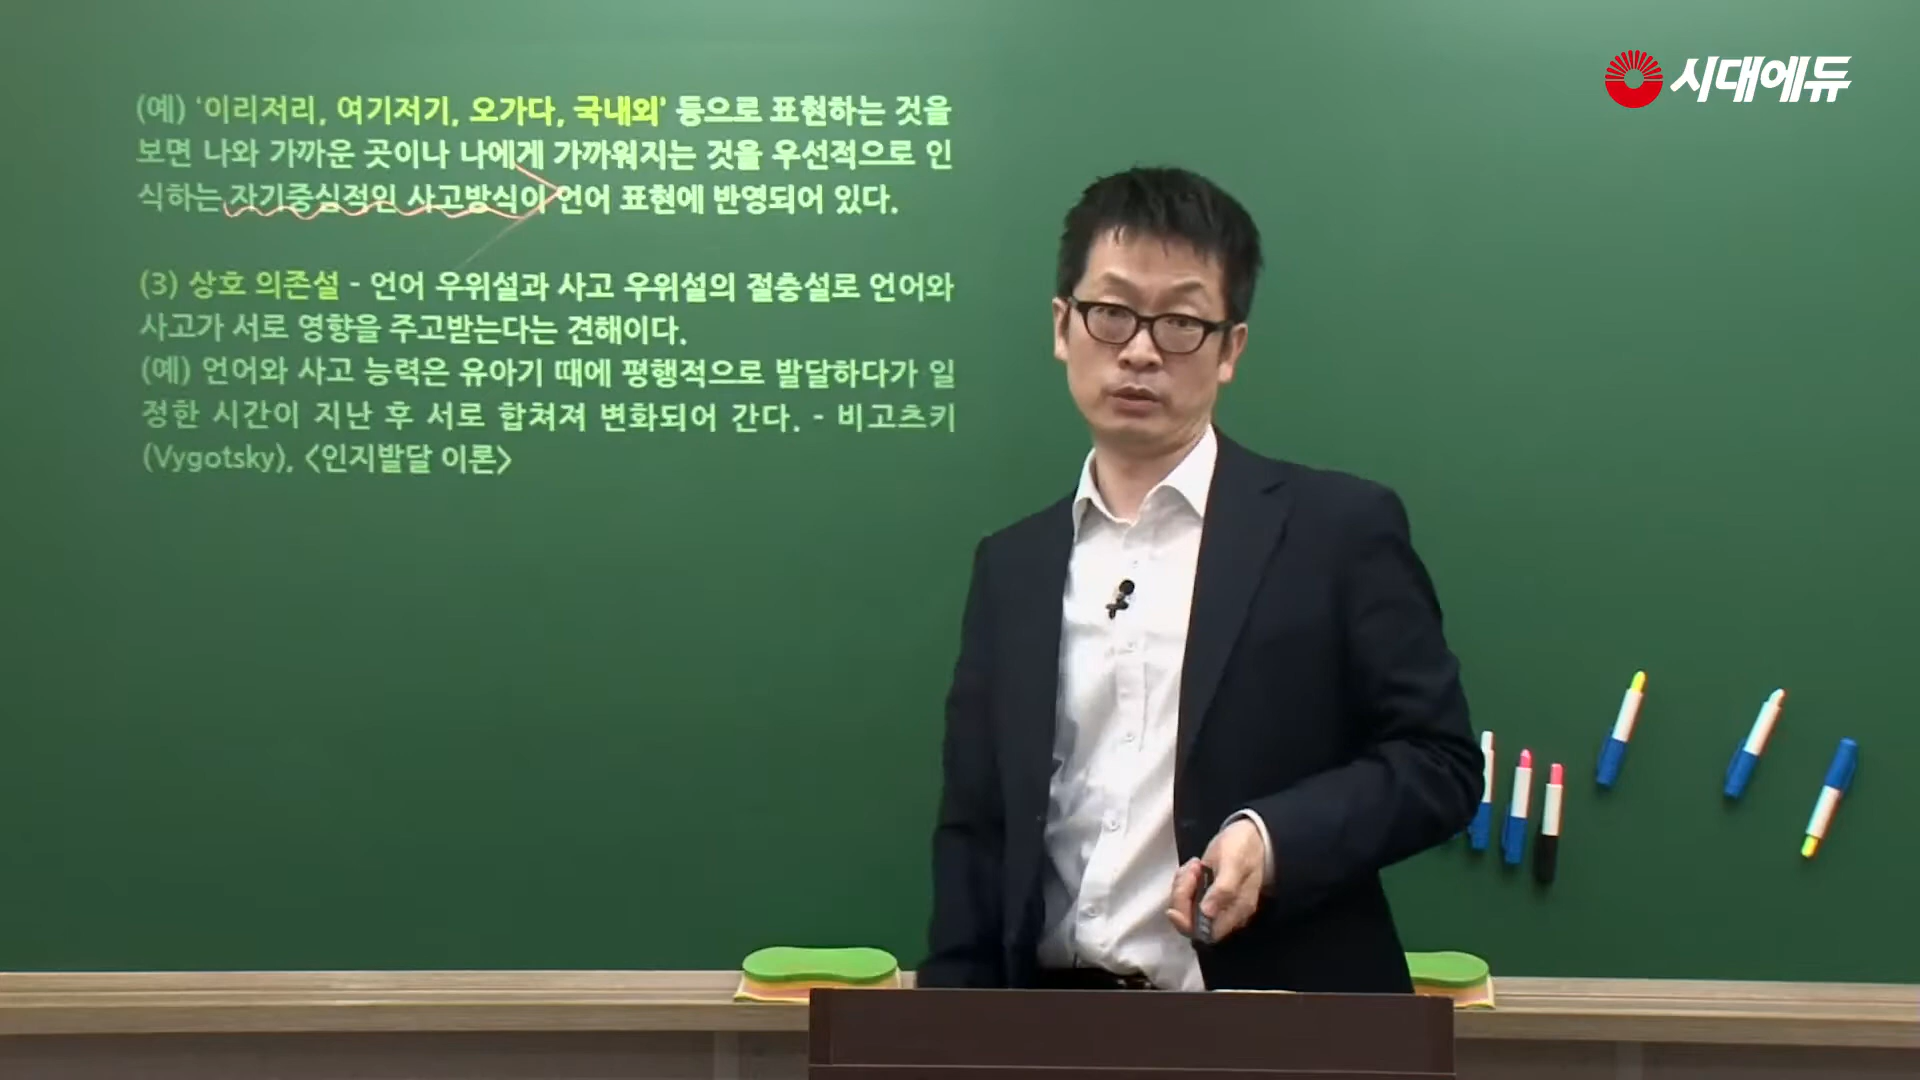 시대에듀
(예) '이리저리, 여기저기, 오가다, 국내외' 등으로 표현하는 것을
보면 나와 가까운 곳이나 나에게 가까워지는 것을 우선적으로 인
식하는 자기중심적인 사고방식이 언어 표현에 반영되어 있다.
(3) 상호 의존설 - 언어 우위설과 사고 우위설의 절충설로 언어와
사고가 서로 영향을 주고받는다는 견해이다.
(예) 언어와 사고 능력은 유아기 때에 평행적으로 발달하다가 일
정한 시간이 지난 후 서로 합쳐져 변화되어 간다. - 비고츠키
(Vygotsky), <인지발달 이론>